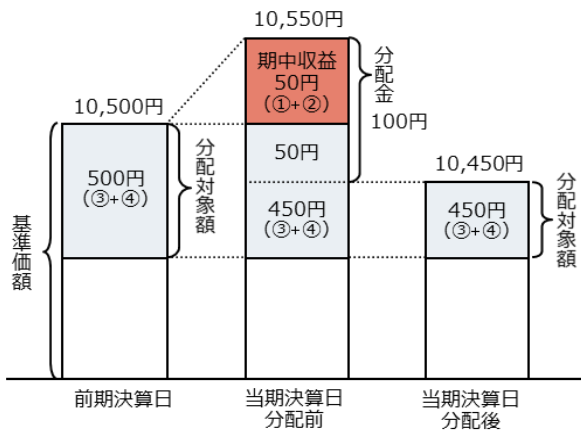 10,550円
期中収益
50円
(①+②)
分配金
100円
10,500円
500円
(③+④)
分配対象額
50円
450円
(③+④)
10,450円
450円
(③+④)
分配対象額
基準価額
前期決算日
当期決算日
分配前
当期決算日
分配後